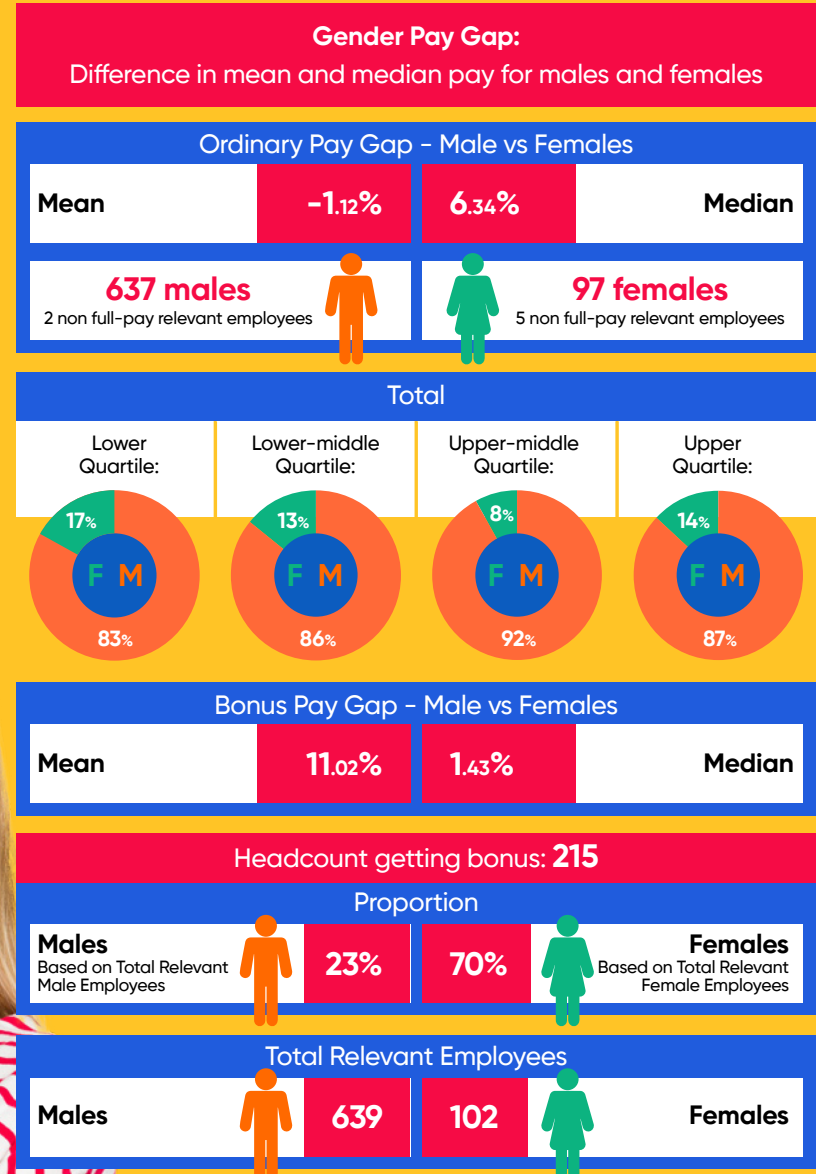 Gender Pay Gap:
Difference in mean and median pay for males and females
Ordinary Pay Gap - Male vs Females
Mean
-1.12%
6.34%
Median
637 males
2 non full-pay relevant employees
97 females
5 non full-pay relevant employees
Total
Lower
Quartile:
17%
F M
83%
Lower-middle
Quartile:
13%
F M
86%
Upper-middle
Quartile:
8%
F M
92%
Upper
Quartile:
14%
F M
87%
Bonus Pay Gap - Male vs Females
Mean
11.02%
1.43%
Median
Headcount getting bonus: 215
Proportion
Males
Based on Total Relevant
Male Employees
23%
70%
Females
Based on Total Relevant
Female Employees
Total Relevant Employees
Males
639
102
Females